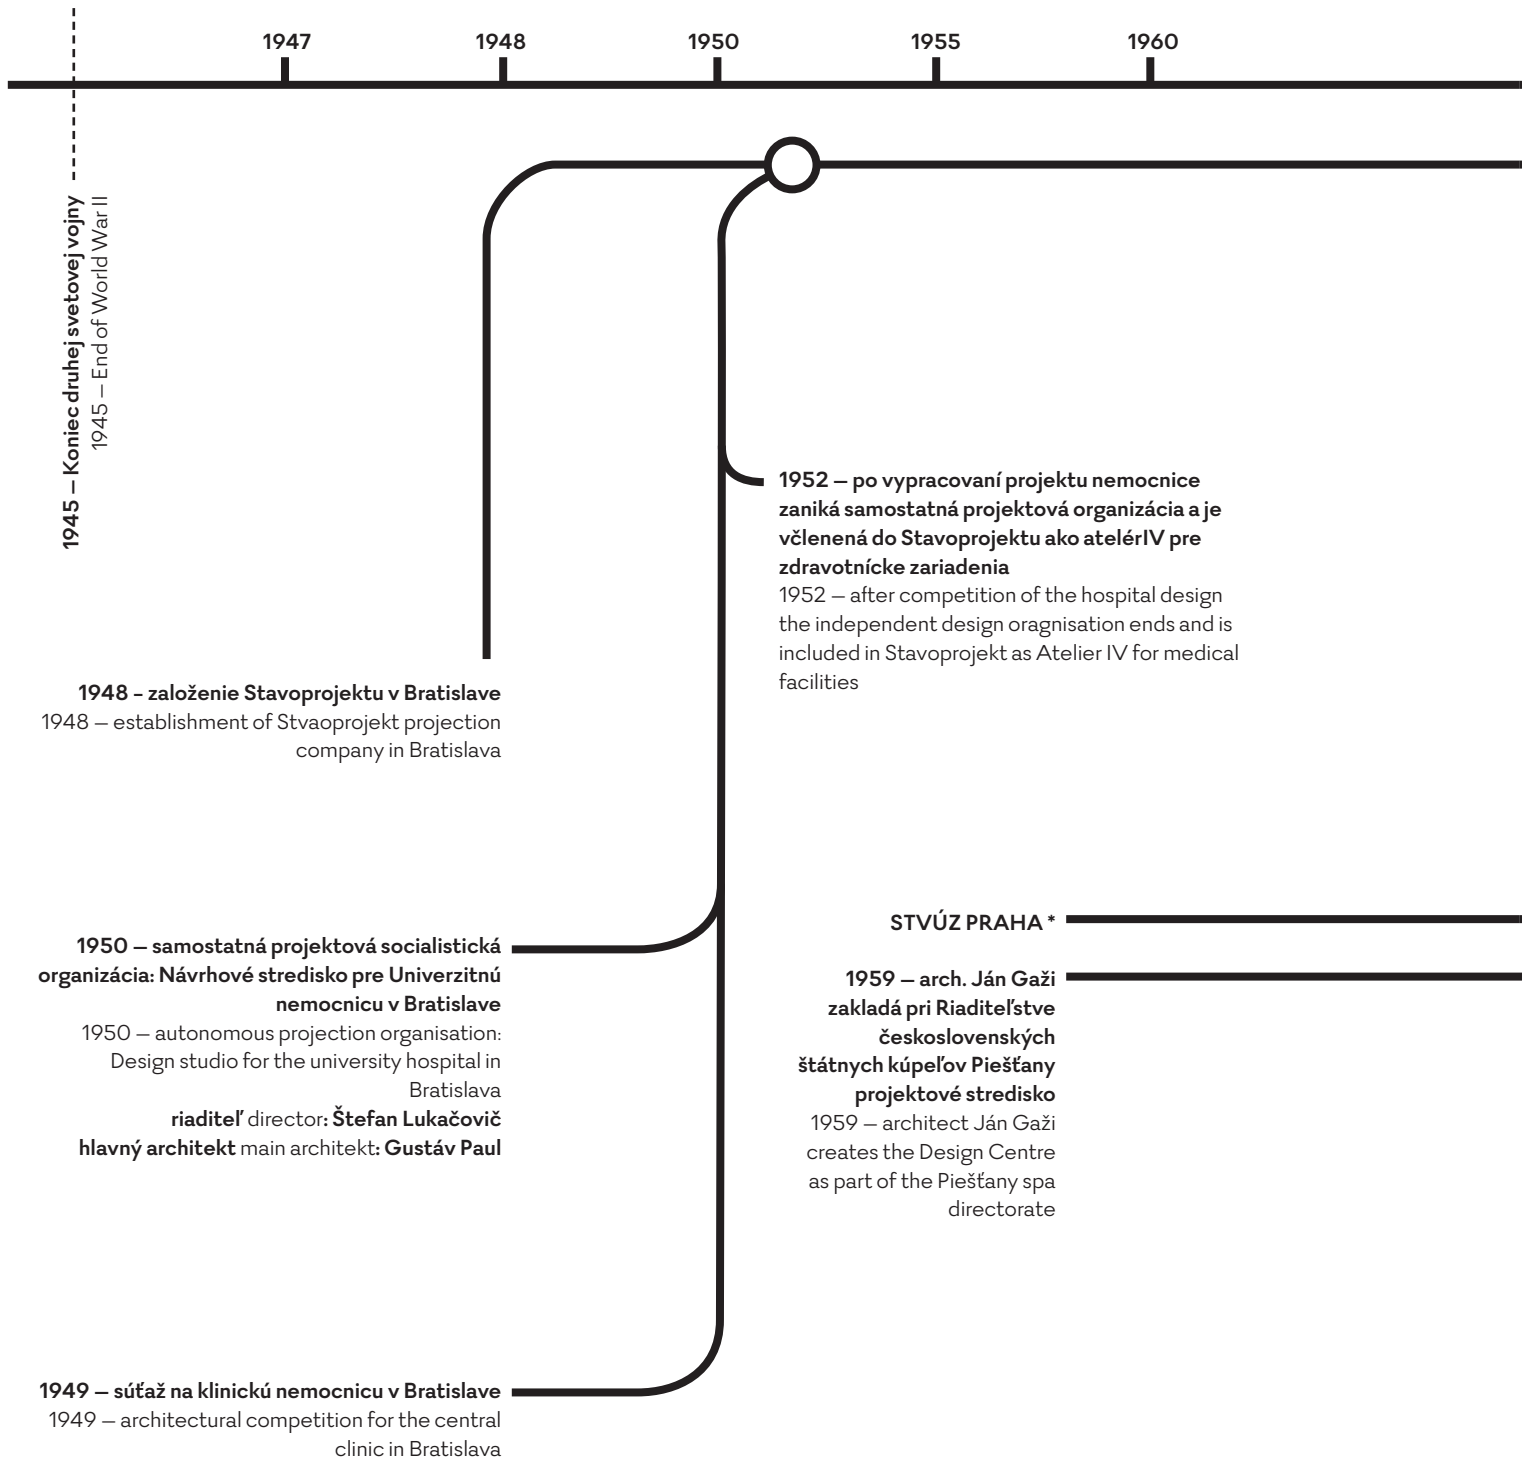 1947 1948 1950 1955 1960
1945 — Koniec druhej svetovej vojny
1945 — End of World War II
1952 — po vypracovaní projektu nemocnice
zaniká samostatná projektová organizácia a je
včlenená do Stavoprojektu ako atelérIV pre
zdravotnícke zariadenia
1952 — after competition of the hospital design
the independent design oragnisation ends and is
included in Stavoprojekt as Atelier IV for medical
facilities
1948 – založenie Stavoprojektu v Bratislave
1948 — establishment of Stvaoprojekt projection
company in Bratislava
1950 — samostatná projektová socialistická
organizácia: Návrhové stredisko pre Univerzitnú
nemocnicu v Bratislave
1950 — autonomous projection organisation:
Design studio for the university hospital in
Bratislava
riaditeľ director: Štefan Lukačovič
hlavný architekt main architekt: Gustáv Paul
STVÚZ PRAHA *
1959 — arch. Ján Gaži
zakladá pri Riaditeľstve
československých
štátnych kúpeľov Piešťany
projektové stredisko
1959 — architect Ján Gaži
creates the Design Centre
as part of the Piešťany spa
directorate
1949 — súťaž na klinickú nemocnicu v Bratislave
1949 — architectural competition for the central
clinic in Bratislava